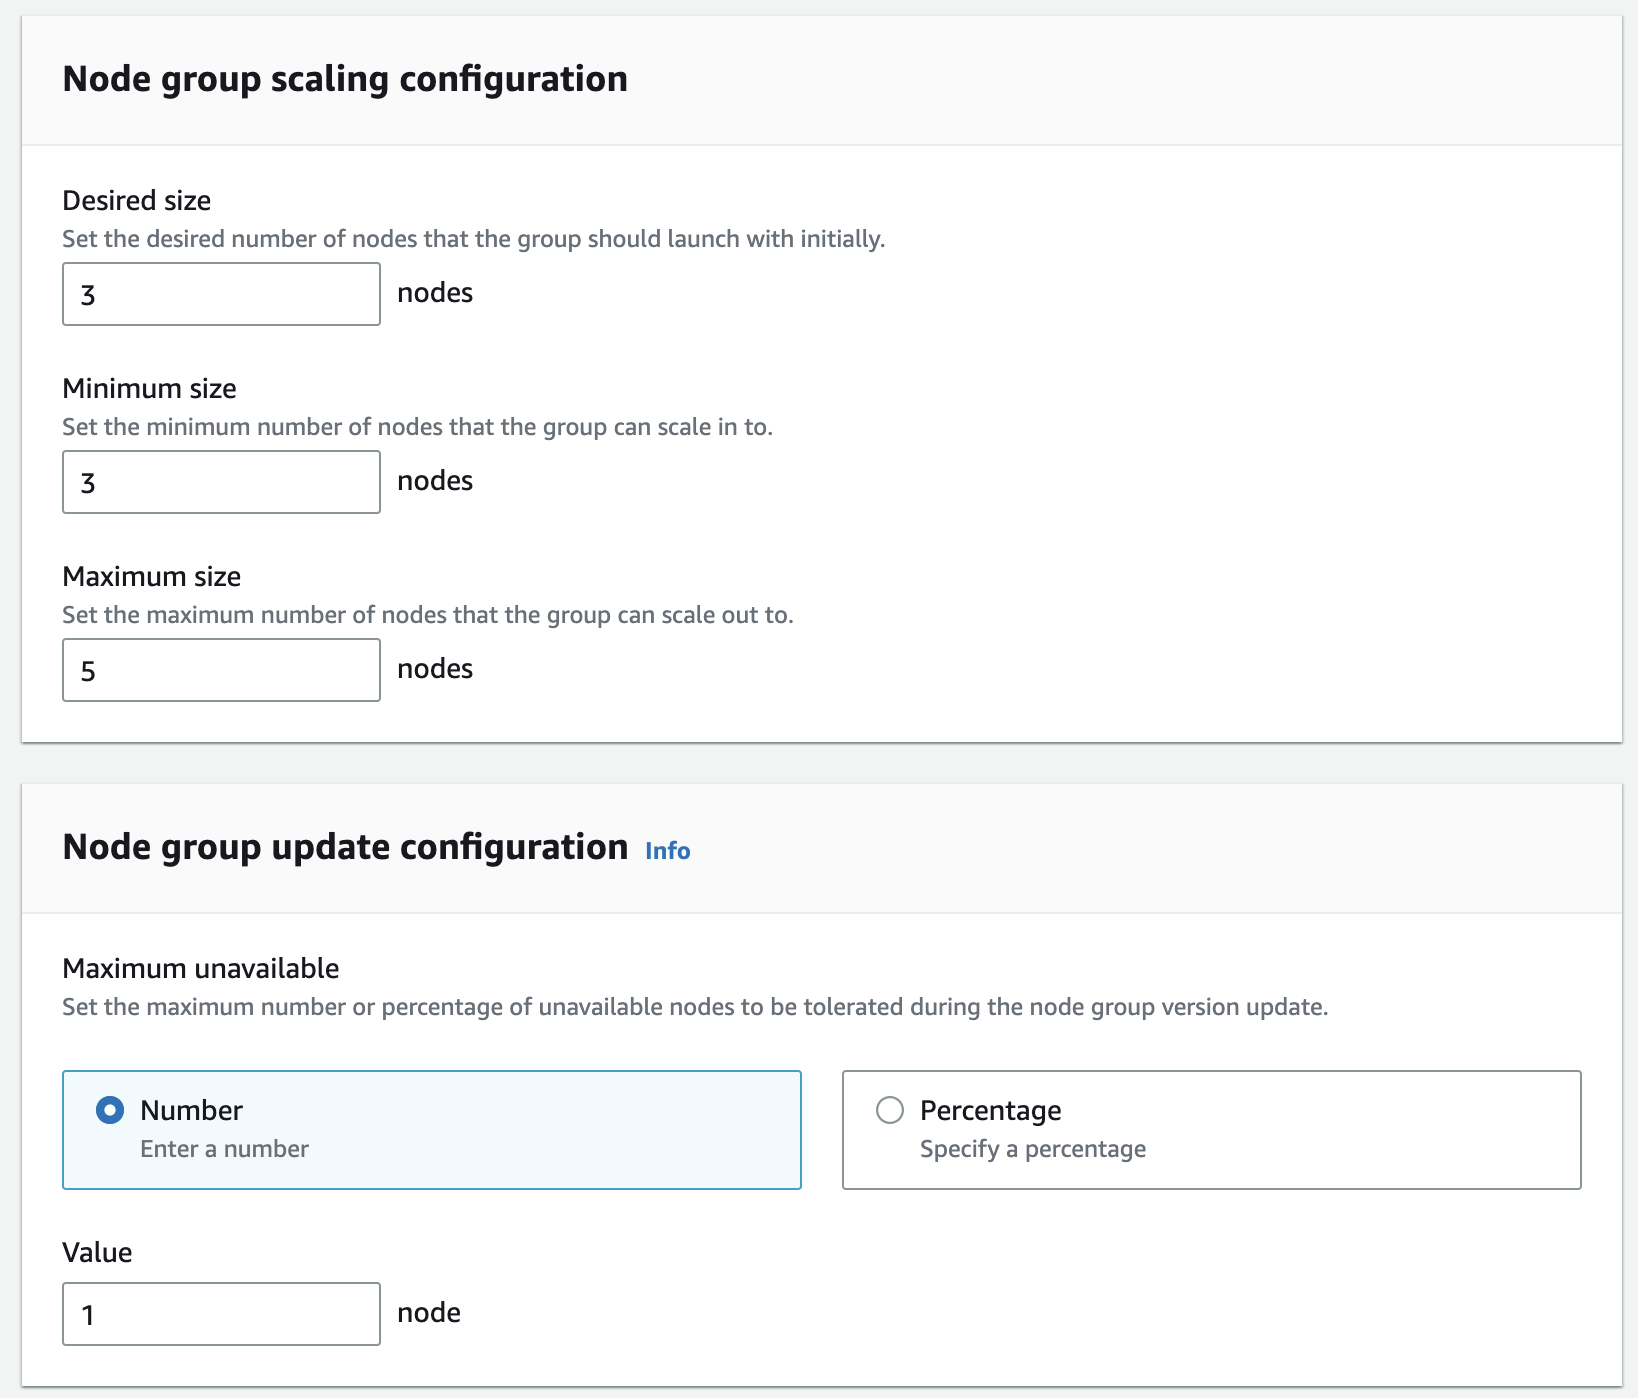 Node group scaling configuration
Desired size
Set the desired number of nodes that the group should launch with initially.
3 nodes
Minimum size
Set the minimum number of nodes that the group can scale in to.
3 nodes
Maximum size
Set the maximum number of nodes that the group can scale out to.
5 nodes
Node group update configuration Info
Maximum unavailable
Set the maximum number or percentage of unavailable nodes to be tolerated during the node group version update.
Number
Enter a number
Percentage
Specify a percentage
Value
1 node